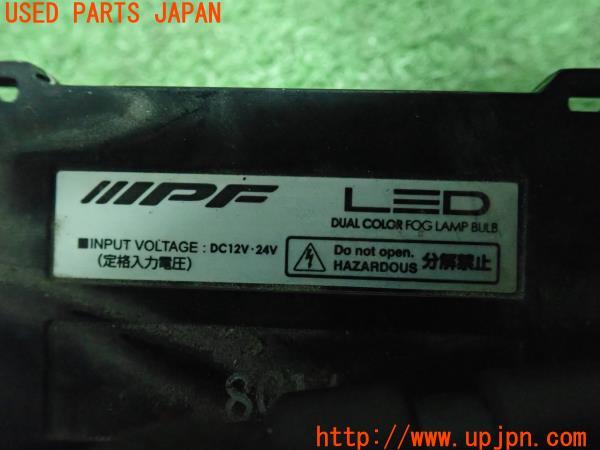 USED PARTS JAPAN
IPF LED
DUAL COLOR FOG LAMP BULB
■INPUT VOLTAGE : DC12V・24V
(定格入力電圧)
Do not open.
HAZARDOUS 分解禁止
http://www.upjpn.com/